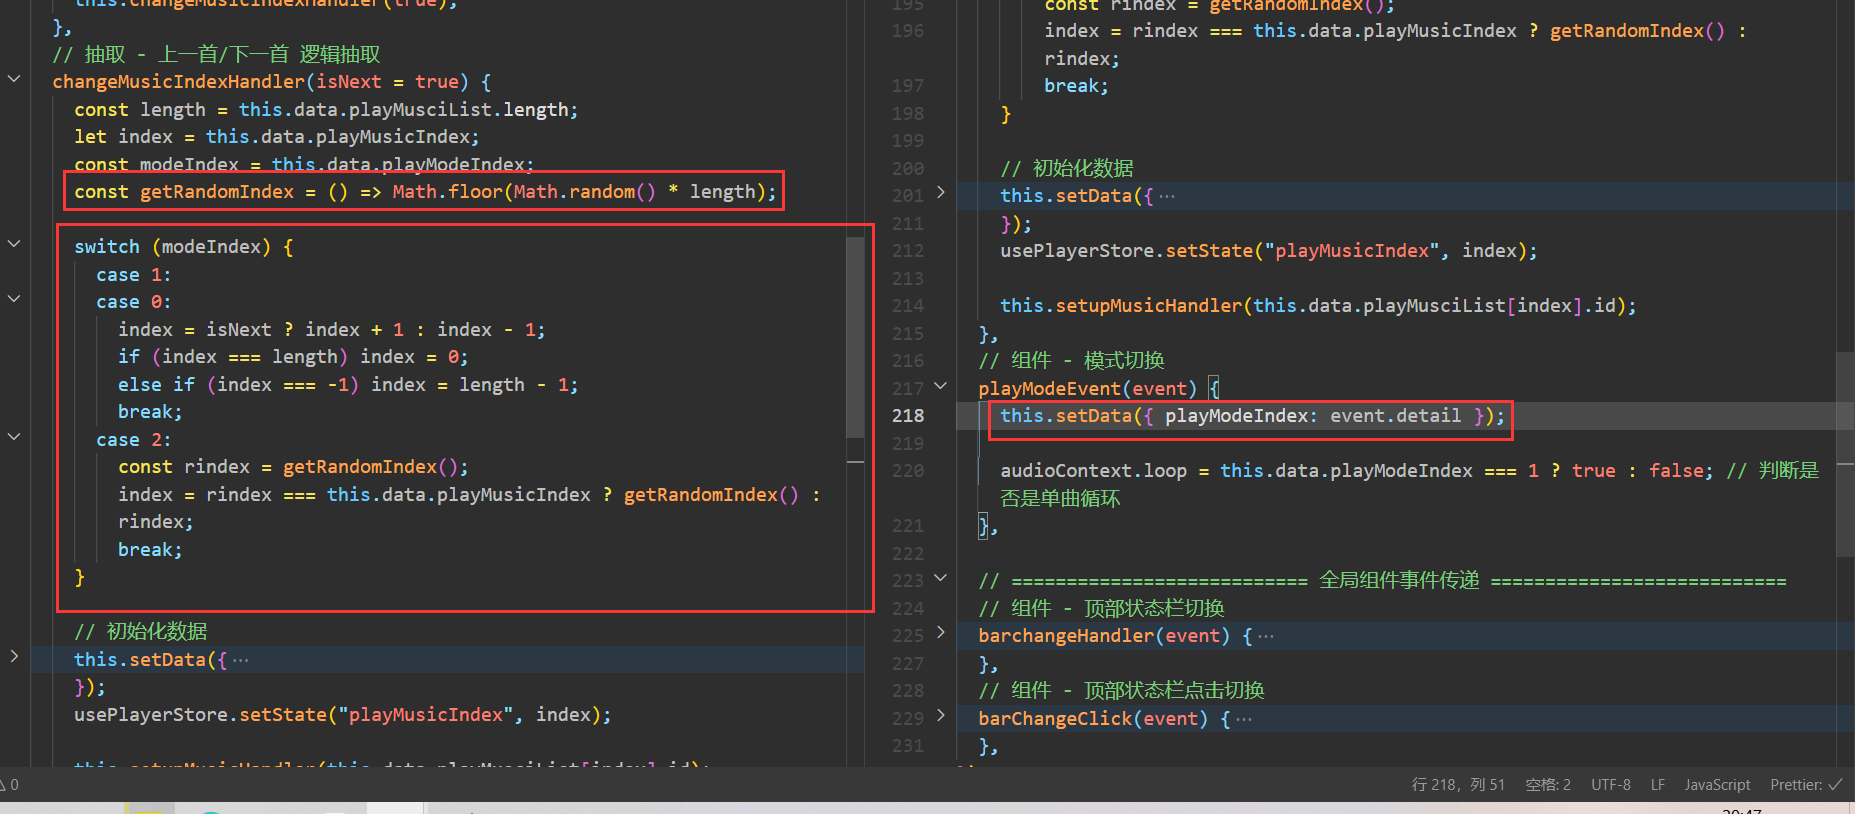 this.changeMusicIndexHandler(true);
},
// 抽取 - 上一首/下一首 逻辑抽取
changeMusicIndexHandler(isNext = true) {
const length = this.data.playMusciList.length;
let index = this.data.playMusicIndex;
const modeIndex = this.data.playModeIndex;
const getRandomIndex = () => Math.floor(Math.random() * length);
switch (modeIndex) {
case 1:
case 0:
index = isNext ? index + 1 : index - 1;
if (index === length) index = 0;
else if (index === -1) index = length - 1;
break;
case 2:
const rindex = getRandomIndex();
index = rindex === this.data.playMusicIndex ? getRandomIndex() :
rindex;
break;
}
// 初始化数据
this.setData({ ···
});
usePlayerStore.setState("playMusicIndex", index);
this.setupMusicHandler(this.data.playMusciList[index].id);
195 const rindex = getRandomIndex();
196 index = rindex === this.data.playMusicIndex ? getRandomIndex() :
rindex;
197 break;
198 }
199
200 // 初始化数据
201 this.setData({ ···
211 });
212 usePlayerStore.setState("playMusicIndex", index);
213
214 this.setupMusicHandler(this.data.playMusciList[index].id);
215 },
216 // 组件 - 模式切换
217 playModeEvent(event) {
218 this.setData({ playModeIndex: event.detail });
219
220 audioContext.loop = this.data.playModeIndex === 1 ? true : false; // 判断是
否是单曲循环
221 },
222
223 // =========================== 全局组件事件传递 ===========================
224 // 组件 - 顶部状态栏切换
225 barchangeHandler(event) { ···
227 },
228 // 组件 - 顶部状态栏点击切换
229 barChangeClick(event) { ···
231 },
0 行 218，列 51 空格: 2 UTF-8 LF JavaScript Prettier: ✓
20:47